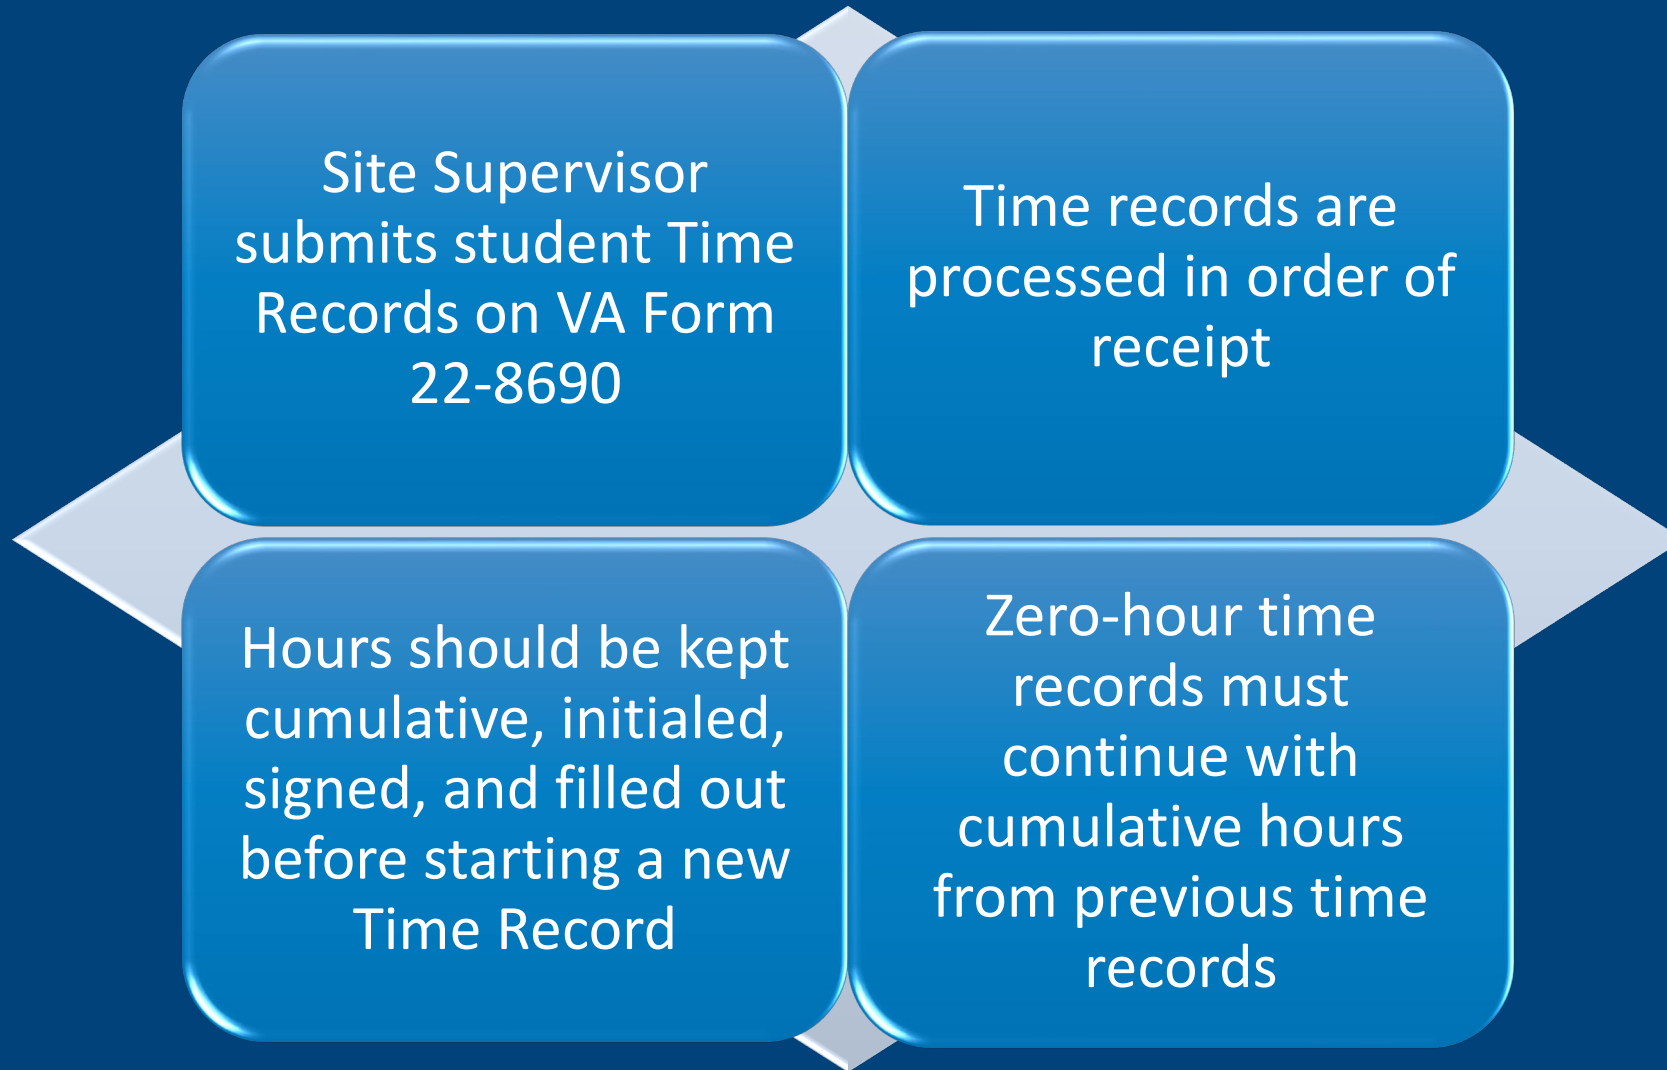 Site Supervisor
submits student Time
Records on VA Form
22-8690
Time records are
processed in order of
receipt
Hours should be kept
cumulative, initialed,
signed, and filled out
before starting a new
Time Record
Zero-hour time
records must
continue with
cumulative hours
from previous time
records